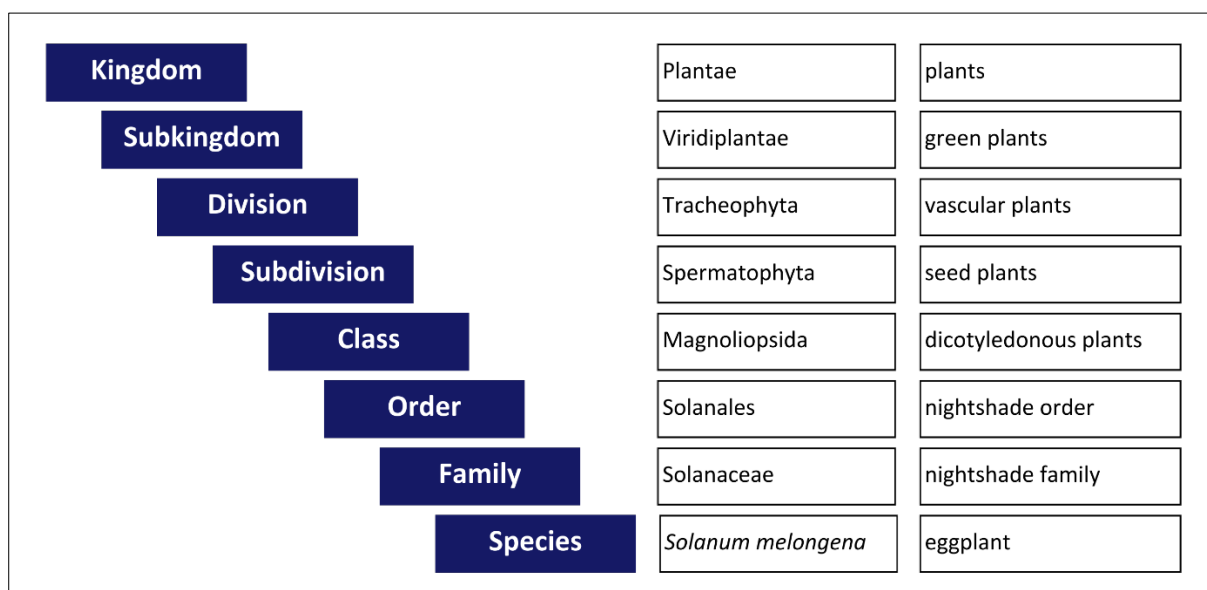 Kingdom Plantae plants
Subkingdom Viridiplantae green plants
Division Tracheophyta vascular plants
Subdivision Spermatophyta seed plants
Class Magnoliopsida dicotyledonous plants
Order Solanales nightshade order
Family Solanaceae nightshade family
Species Solanum melongena eggplant